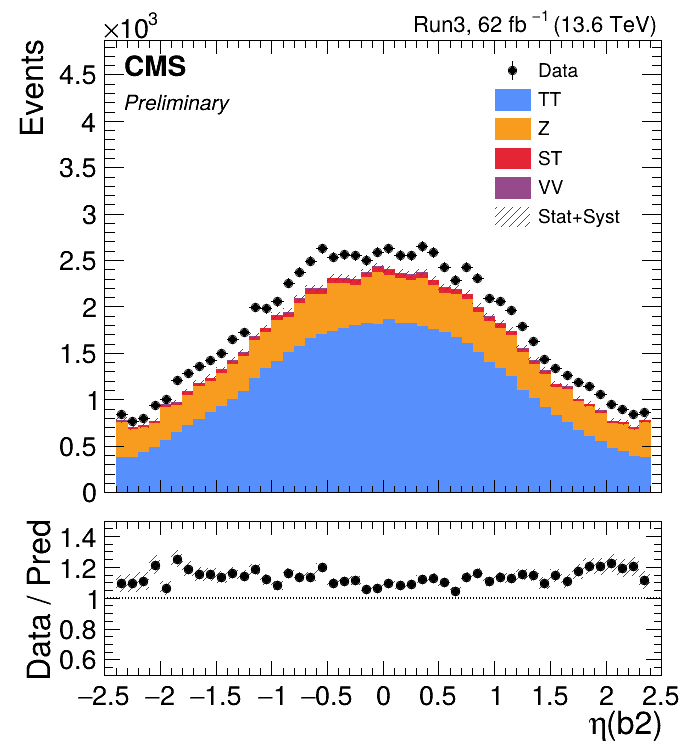 ×10³
Run3, 62 fb⁻¹ (13.6 TeV)
Events
CMS
Preliminary
Data
TT
Z
ST
VV
Stat+Syst
4.5
4
3.5
3
2.5
2
1.5
1
0.5
0
Data / Pred
1.4
1.2
1
0.8
0.6
−2.5 −2 −1.5 −1 −0.5 0 0.5 1 1.5 2 2.5
η(b2)